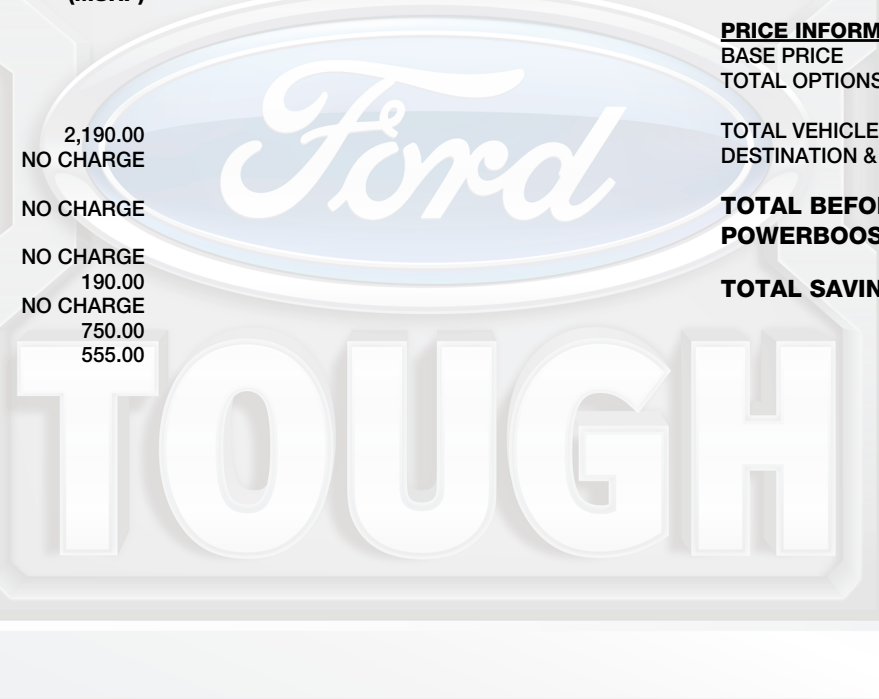 2,190.00
NO CHARGE
NO CHARGE
NO CHARGE
190.00
NO CHARGE
750.00
555.00
PRICE INFORM
BASE PRICE
TOTAL OPTIONS
TOTAL VEHICLE
DESTINATION &
TOTAL BEFO
POWERBOOS
TOTAL SAVIN
Ford
TOUGH